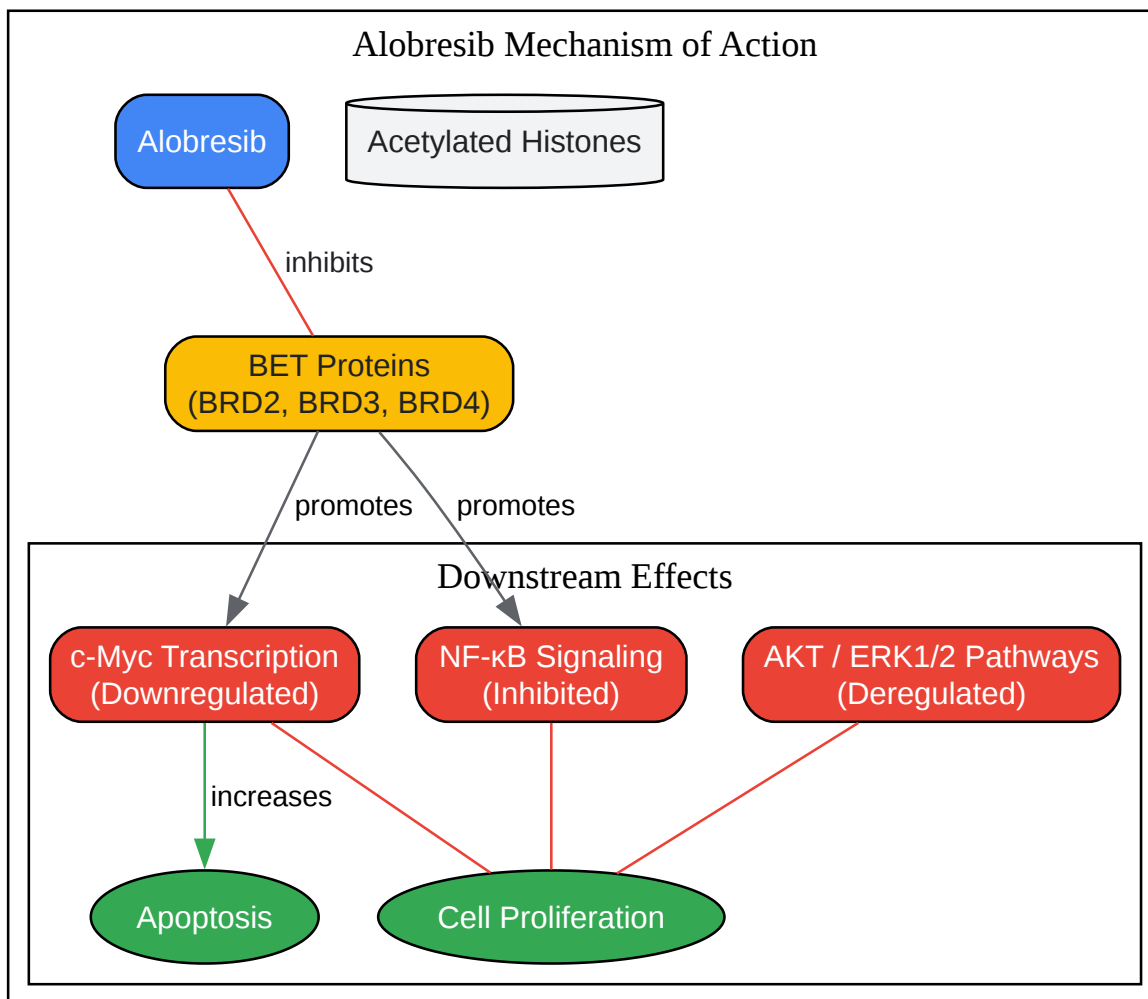 Alobresib Mechanism of Action
Alobresib
Acetylated Histones
inhibits
BET Proteins
(BRD2, BRD3, BRD4)
promotes
promotes
Downstream Effects
c-Myc Transcription
(Downregulated)
NF-κB Signaling
(Inhibited)
AKT / ERK1/2 Pathways
(Deregulated)
increases
Apoptosis
Cell Proliferation